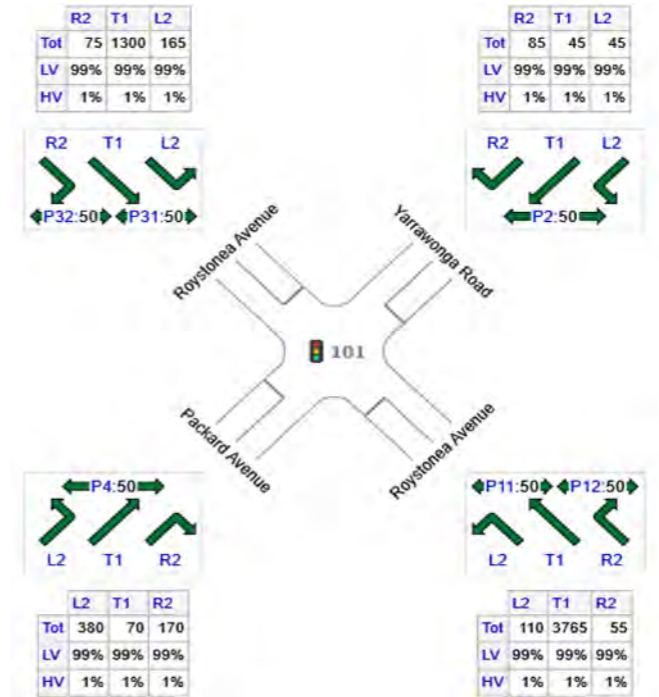 R2 T1 L2
Tot 75 1300 165
LV 99% 99% 99%
HV 1% 1% 1%
R2 T1 L2
Tot 85 45 45
LV 99% 99% 99%
HV 1% 1% 1%
R2 T1 L2
P32:50 P31:50
R2 T1 L2
P2:50
Roystonea Avenue
Yarrawonga Road
101
Packard Avenue
Roystonea Avenue
P4:50
L2 T1 R2
P11:50 P12:50
L2 T1 R2
L2 T1 R2
Tot 380 70 170
LV 99% 99% 99%
HV 1% 1% 1%
L2 T1 R2
Tot 110 3765 55
LV 99% 99% 99%
HV 1% 1% 1%